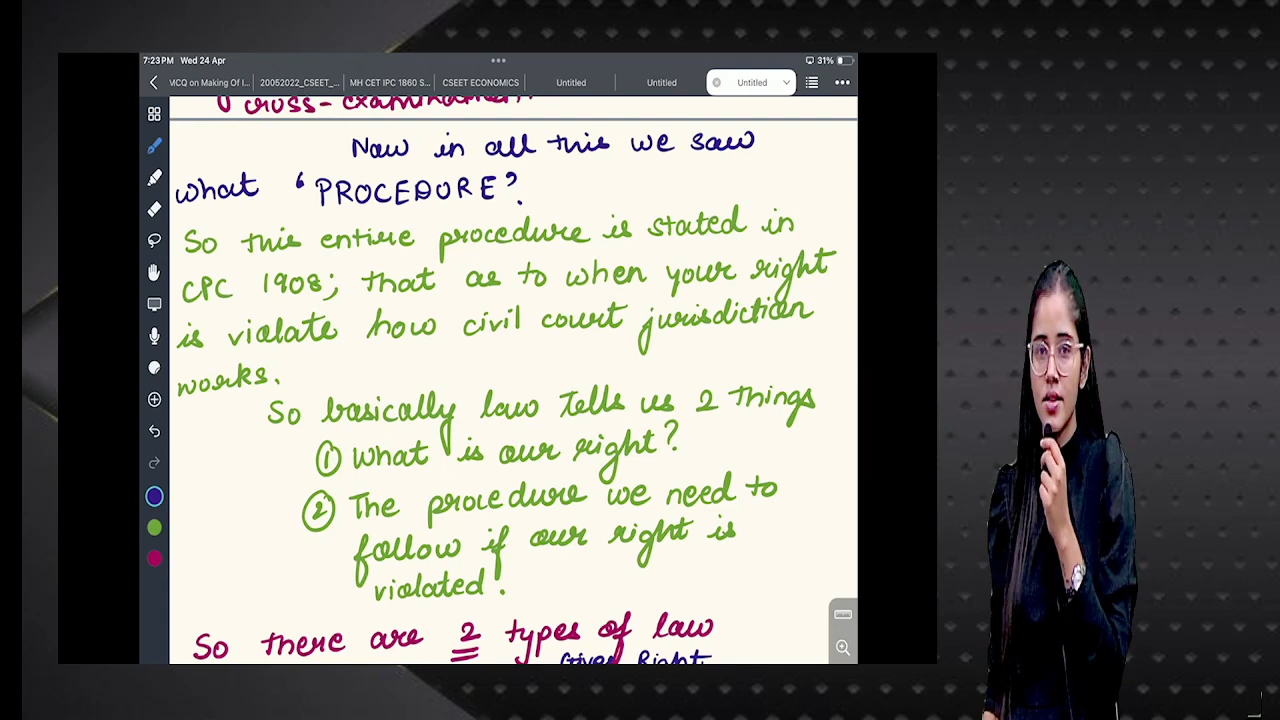 7:23 PM Wed 24 Apr
31%
MCQ on Making Of I... 20052022_CSEET_... MH CET IPC 1860 S... CSEET ECONOMICS Untitled Untitled Untitled
cross-examination
Now in all this we saw
what 'PROCEDURE?
So this entire procedure is stated in
CPC 1908; that as to when your right
is violate how civil court jurisdiction
works.
So basically law tells us 2 things
① What is our right?
② The procedure we need to
follow if our right is
violated.
So there are 2 types of law
Gives Right